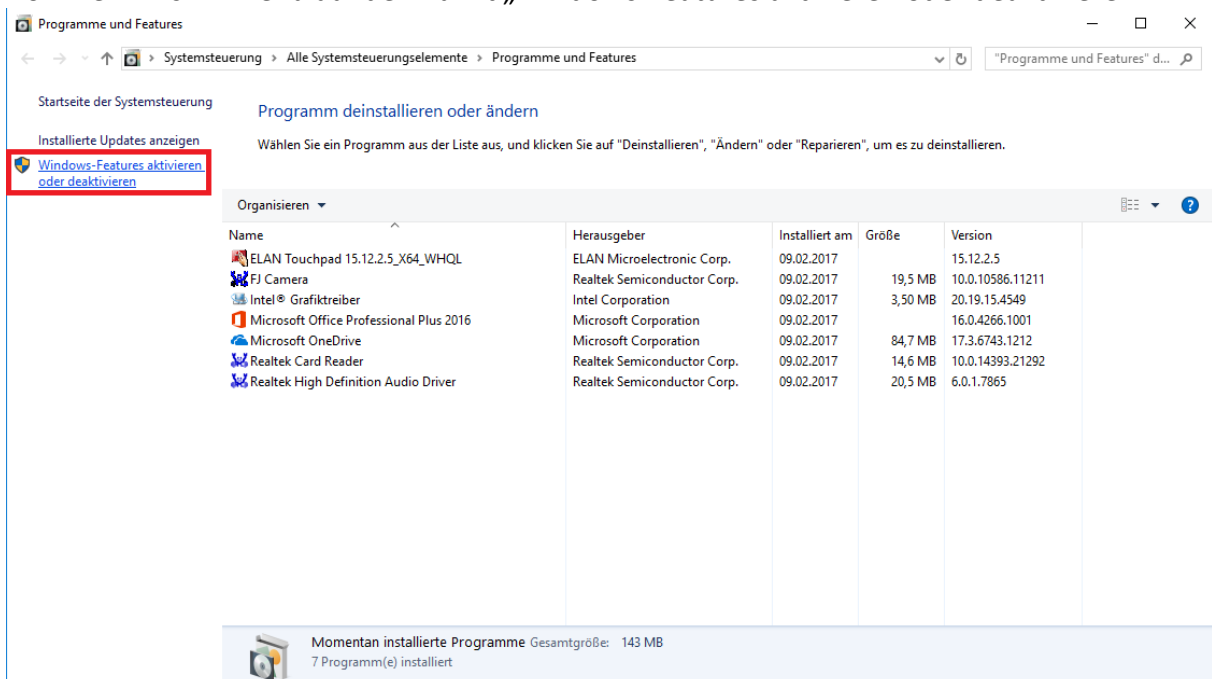 Programme und Features
Systemsteuerung > Alle Systemsteuerungselemente > Programme und Features
"Programme und Features" d...
Startseite der Systemsteuerung
Installierte Updates anzeigen
Windows-Features aktivieren
oder deaktivieren
Programm deinstallieren oder ändern
Wählen Sie ein Programm aus der Liste aus, und klicken Sie auf "Deinstallieren", "Ändern" oder "Reparieren", um es zu deinstallieren.
Organisieren
Name Herausgeber Installiert am Größe Version
ELAN Touchpad 15.12.2.5_X64_WHQL ELAN Microelectronic Corp. 09.02.2017 15.12.2.5
FJ Camera Realtek Semiconductor Corp. 09.02.2017 19,5 MB 10.0.10586.11211
Intel® Grafiktreiber Intel Corporation 09.02.2017 3,50 MB 20.19.15.4549
Microsoft Office Professional Plus 2016 Microsoft Corporation 09.02.2017 16.0.4266.1001
Microsoft OneDrive Microsoft Corporation 09.02.2017 84,7 MB 17.3.6743.1212
Realtek Card Reader Realtek Semiconductor Corp. 09.02.2017 14,6 MB 10.0.14393.21292
Realtek High Definition Audio Driver Realtek Semiconductor Corp. 09.02.2017 20,5 MB 6.0.1.7865
Momentan installierte Programme Gesamtgröße: 143 MB
7 Programm(e) installiert